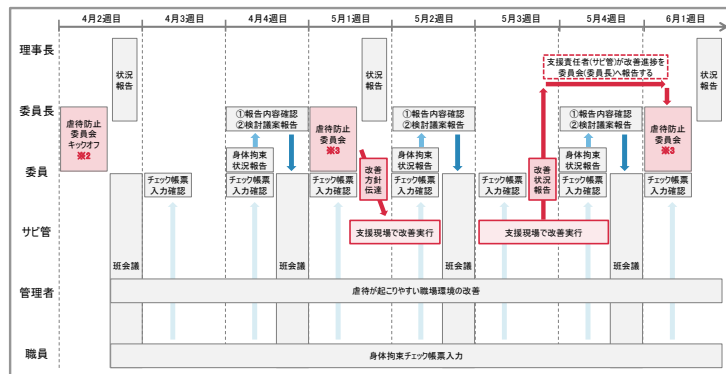 4月2週目 4月3週目 4月4週目 5月1週目 5月2週目 5月3週目 5月4週目 6月1週目
理事長
状況
報告
状況
報告
支援責任者(サビ管)が改善進捗を
委員会(委員長)へ報告する
状況
報告
委員長
虐待防止
委員会
キックオフ
※2
①報告内容確認
②検討議案報告
虐待防止
委員会
※3
①報告内容確認
②検討議案報告
①報告内容確認
②検討議案報告
虐待防止
委員会
※3
委員
チェック帳票
入力確認
身体拘束
状況報告
チェック帳票
入力確認
チェック帳票
入力確認
改善
方針
伝達
身体拘束
状況報告
チェック帳票
入力確認
チェック帳票
入力確認
改善
状況
報告
身体拘束
状況報告
チェック帳票
入力確認
チェック帳票
入力確認
サビ管
支援現場で改善実行
支援現場で改善実行
班会議
班会議
班会議
班会議
管理者
虐待が起こりやすい職場環境の改善
職員
身体拘束チェック帳票入力